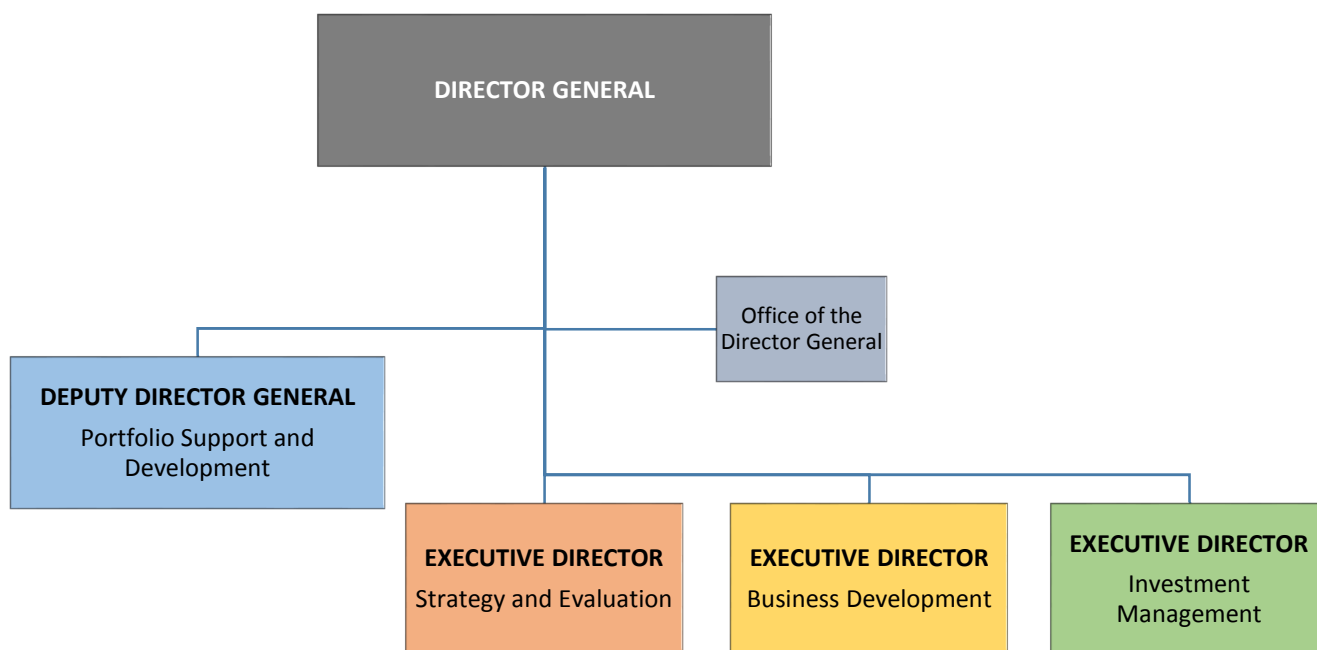 DIRECTOR GENERAL
Office of the
Director General
DEPUTY DIRECTOR GENERAL
Portfolio Support and
Development
EXECUTIVE DIRECTOR
Strategy and Evaluation
EXECUTIVE DIRECTOR
Business Development
EXECUTIVE DIRECTOR
Investment
Management